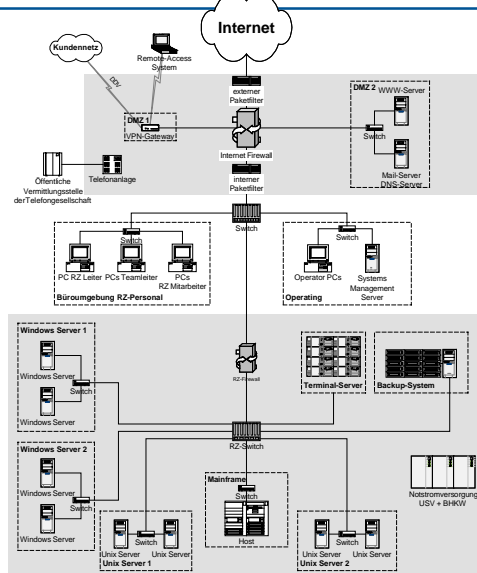 Internet
Kundennetz
Remote-Access
System
DDV
externer
Paketfilter
DMZ 1
VPN-Gateway
Internet Firewall
DMZ 2
WWW-Server
Switch
Mail-Server
DNS-Server
Öffentliche
Vermittlungsstelle
der Telefongesellschaft
Telefonanlage
interner
Paketfilter
Switch
Switch
PC RZ Leiter
PCs Teamleiter
PCs
RZ Mitarbeiter
Büroumgebung RZ-Personal
Switch
Operator PCs
Systems
Management
Server
Operating
Windows Server 1
Windows Server
Switch
Windows Server
RZ-Firewall
Terminal-Server
Backup-System
RZ-Switch
Windows Server 2
Windows Server
Switch
Windows Server
Mainframe
Switch
Host
Notstromversorgung
USV + BHKW
Unix Server
Switch
Unix Server
Unix Server 1
Unix Server
Switch
Unix Server
Unix Server 2